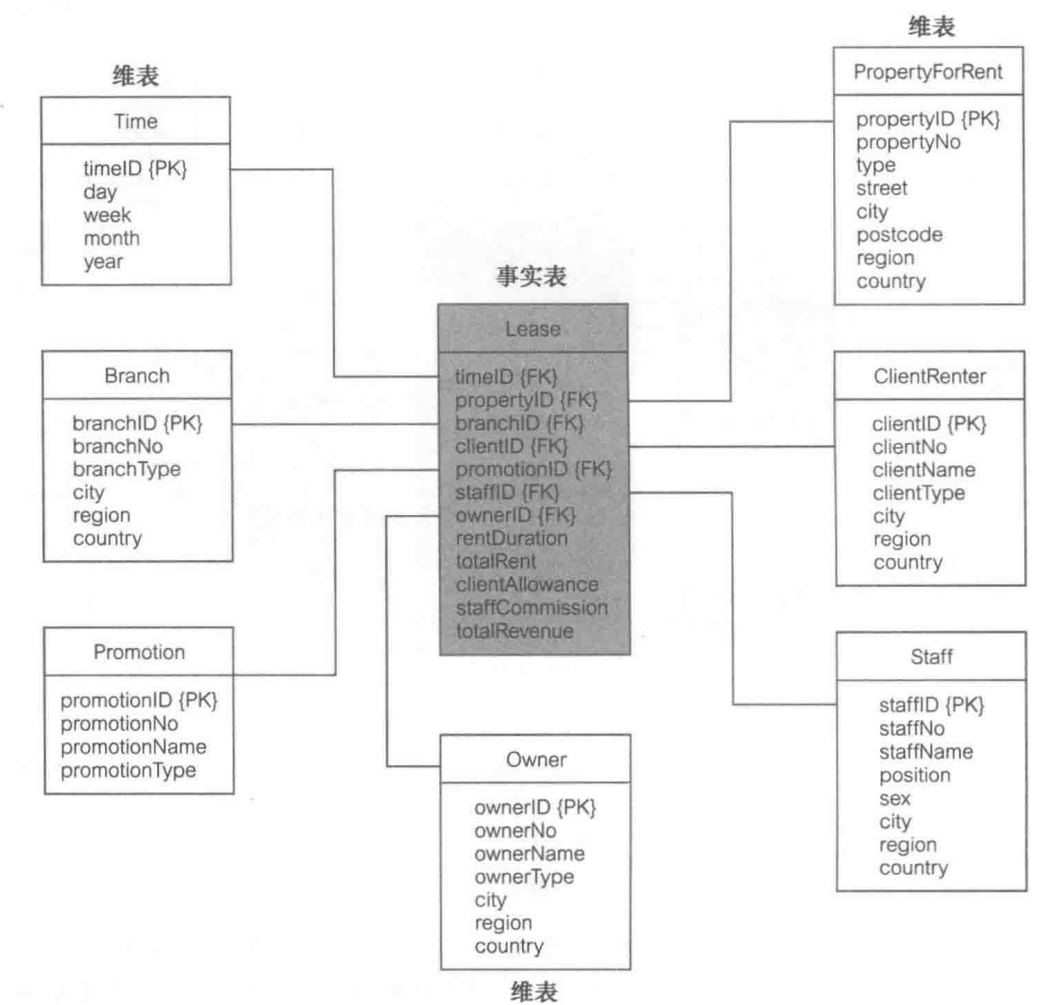 维表
Time
timeID {PK}
day
week
month
year
Branch
branchID {PK}
branchNo
branchType
city
region
country
Promotion
promotionID {PK}
promotionNo
promotionName
promotionType
事实表
Lease
timeID {FK}
propertyID {FK}
branchID {FK}
clientID {FK}
promotionID {FK}
staffID {FK}
ownerID {FK}
rentDuration
totalRent
clientAllowance
staffCommission
totalRevenue
Owner
ownerID {PK}
ownerNo
ownerName
ownerType
city
region
country
维表
维表
PropertyForRent
propertyID {PK}
propertyNo
type
street
city
postcode
region
country
ClientRenter
clientID {PK}
clientNo
clientName
clientType
city
region
country
Staff
staffID {PK}
staffNo
staffName
position
sex
city
region
country